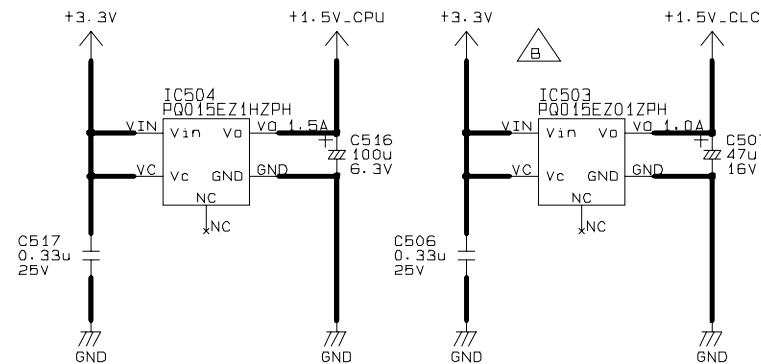 +3.3V
+1.5V_CPU
IC504
PQ015EZ1HZPH
VIN
Vin
Vo
VO
1.5A
+
C516
100u
6.3V
VC
Vc
GND
GND
NC
NC
C517
0.33u
25V
GND
GND
+3.3V
B
+1.5V_CLC
IC503
PQ015EZ01ZPH
VIN
Vin
Vo
VO
1.0A
+
C507
47u
16V
VC
Vc
GND
GND
NC
NC
C506
0.33u
25V
GND
GND